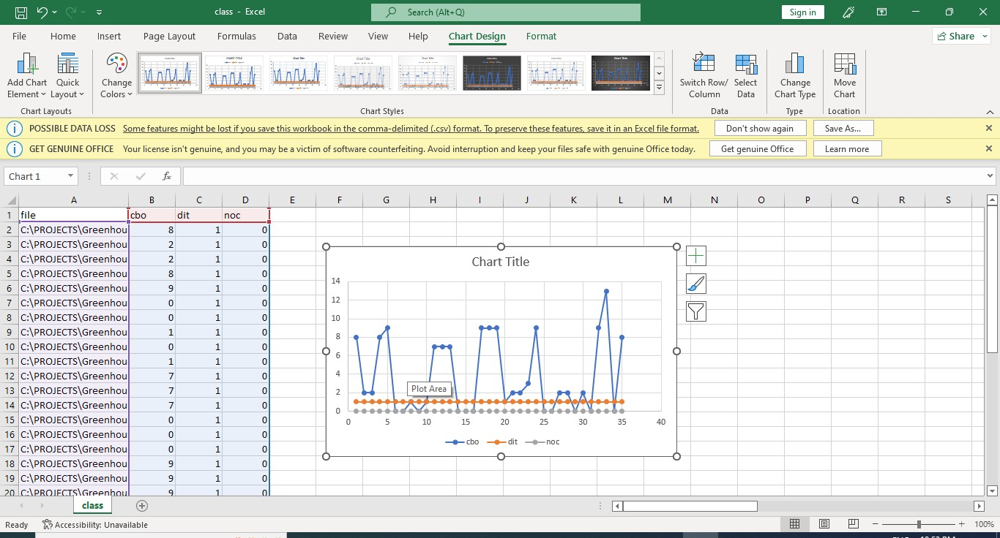 class - Excel
Search (Alt+Q)
Sign in
File Home Insert Page Layout Formulas Data Review View Help Chart Design Format
Share
Add Chart Element
Quick Layout
Change Colors
Switch Row/ Column
Select Data
Change Chart Type
Move Chart
Chart Layouts Chart Styles Data Type Location
POSSIBLE DATA LOSS Some features might be lost if you save this workbook in the comma-delimited (.csv) format. To preserve these features, save it in an Excel file format. Don't show again Save As...
GET GENUINE OFFICE Your license isn't genuine, and you may be a victim of software counterfeiting. Avoid interruption and keep your files safe with genuine Office today. Get genuine Office Learn more
Chart 1
fx
A B C D E F G H I J K L M N O P Q R S
1 file cbo dit noc
2 C:\PROJECTS\Greenhou 8 1 0
3 C:\PROJECTS\Greenhou 2 1 0
4 C:\PROJECTS\Greenhou 2 1 0
5 C:\PROJECTS\Greenhou 8 1 0
6 C:\PROJECTS\Greenhou 9 1 0
7 C:\PROJECTS\Greenhou 0 1 0
8 C:\PROJECTS\Greenhou 0 1 0
9 C:\PROJECTS\Greenhou 1 1 0
10 C:\PROJECTS\Greenhou 0 1 0
11 C:\PROJECTS\Greenhou 1 1 0
12 C:\PROJECTS\Greenhou 7 1 0
13 C:\PROJECTS\Greenhou 7 1 0
14 C:\PROJECTS\Greenhou 7 1 0
15 C:\PROJECTS\Greenhou 0 1 0
16 C:\PROJECTS\Greenhou 0 1 0
17 C:\PROJECTS\Greenhou 0 1 0
18 C:\PROJECTS\Greenhou 9 1 0
19 C:\PROJECTS\Greenhou 9 1 0
20 C:\PROJECTS\Greenhou 9 1 0
Chart Title
14
12
10
8
6
4
2
0
Plot Area
0 5 10 15 20 25 30 35 40
cbo dit noc
class
Ready Accessibility: Unavailable 100%